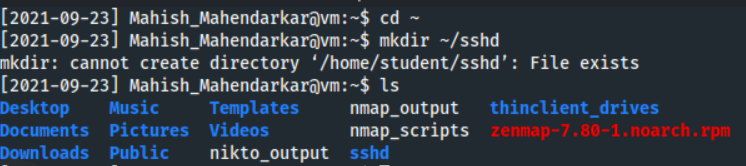 [2021-09-23] Mahish_Mahendarkar@vm:~$ cd ~
[2021-09-23] Mahish_Mahendarkar@vm:~$ mkdir ~/sshd
mkdir: cannot create directory ‘/home/student/sshd’: File exists
[2021-09-23] Mahish_Mahendarkar@vm:~$ ls
Desktop Music Templates nmap_output thinclient_drives
Documents Pictures Videos nmap_scripts zenmap-7.80-1.noarch.rpm
Downloads Public nikto_output sshd